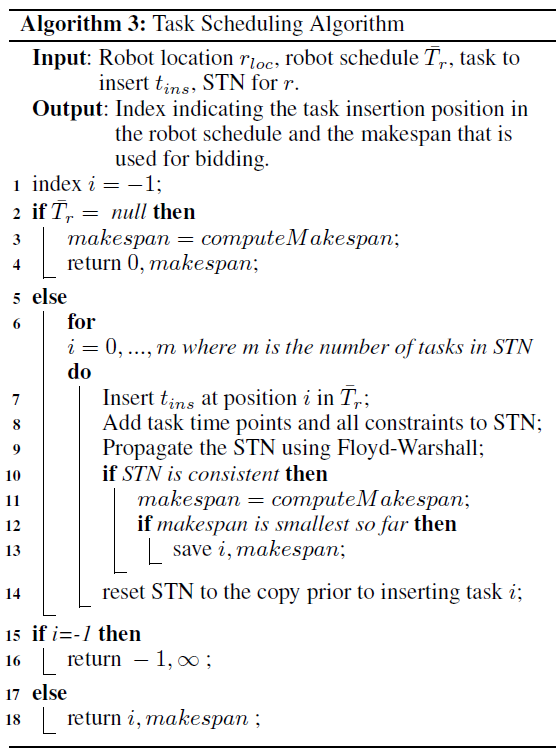 Algorithm 3: Task Scheduling Algorithm
Input: Robot location r_{loc}, robot schedule T̄_r, task to
insert t_{ins}, STN for r.
Output: Index indicating the task insertion position in
the robot schedule and the makespan that is
used for bidding.
1 index i = −1;
2 if T̄_r = null then
3 makespan = computeMakespan;
4 return 0, makespan;
5 else
6 for
i = 0, ..., m where m is the number of tasks in STN
do
7 Insert t_{ins} at position i in T̄_r;
8 Add task time points and all constraints to STN;
9 Propagate the STN using Floyd-Warshall;
10 if STN is consistent then
11 makespan = computeMakespan;
12 if makespan is smallest so far then
13 save i, makespan;
14 reset STN to the copy prior to inserting task i;
15 if i=-1 then
16 return − 1, ∞ ;
17 else
18 return i, makespan ;